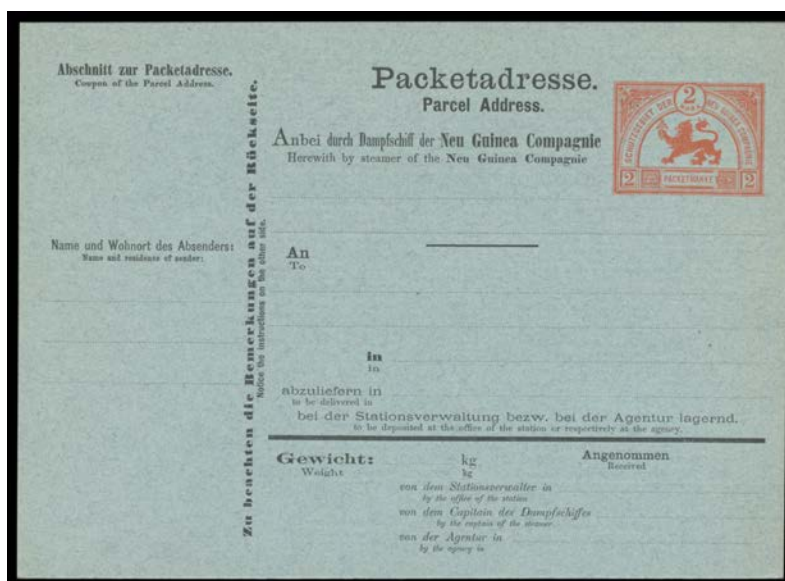 Abschnitt zur Packetadresse.
Coupon of the Parcel Address.
Name und Wohnort des Absenders:
Name and residence of sender:
Zu beachten die Bemerkungen auf der Rückseite.
Notice the instructions on the other side.
Packetadresse.
Parcel Address.
Anbei durch Dampfschiff der Neu Guinea Compagnie
Herewith by steamer of the Neu Guinea Compagnie
2
MARK
SCHUTZGEBIET DER NEU GUINEA COMPAGNIE
2 PACKETMARKE 2
An
To
in
in
abzuliefern in
to be delivered in
bei der Stationsverwaltung bezw. bei der Agentur lagernd.
to be deposited at the office of the station or respectively at the agency.
Gewicht: kg Angenommen
Weight kg Received
von dem Stationsverwalter in
by the office of the station
von dem Capitain des Dampfschiffes
by the captain of the steamer
von der Agentur in
by the agency in